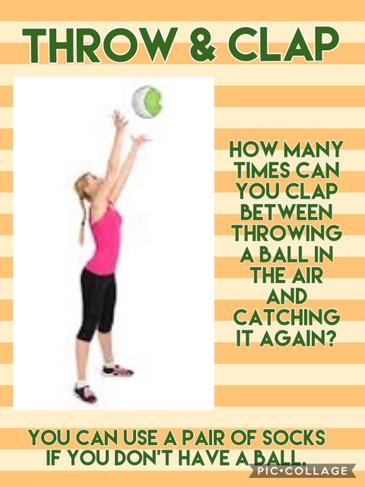 THROW & CLAP
HOW MANY
TIMES CAN
YOU CLAP
BETWEEN
THROWING
A BALL IN
THE AIR
AND
CATCHING
IT AGAIN?
YOU CAN USE A PAIR OF SOCKS
IF YOU DON'T HAVE A BALL.
PIC•COLLAGE